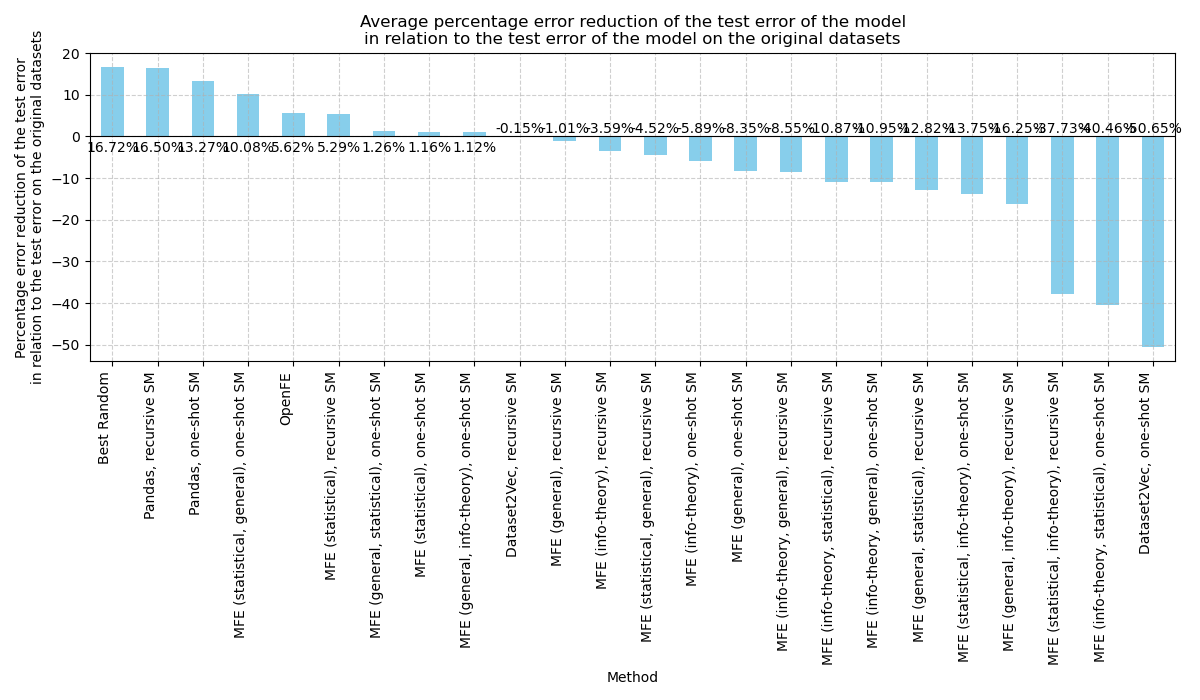 Average percentage error reduction of the test error of the model
in relation to the test error of the model on the original datasets
Percentage error reduction of the test error
in relation to the test error on the original datasets
20
10
0
−10
−20
−30
−40
−50
16.72%
16.50%
13.27%
10.08%
5.62%
5.29%
1.26%
1.16%
1.12%
-0.15%
-1.01%
-3.59%
-4.52%
-5.89%
-8.35%
-8.55%
-10.87%
-10.95%
-12.82%
-13.75%
-16.25%
-37.73%
-40.46%
-50.65%
Best Random
Pandas, recursive SM
Pandas, one-shot SM
MFE (statistical, general), one-shot SM
OpenFE
MFE (statistical), recursive SM
MFE (general, statistical), one-shot SM
MFE (statistical), one-shot SM
MFE (general, info-theory), one-shot SM
Dataset2Vec, recursive SM
MFE (general), recursive SM
MFE (info-theory), recursive SM
MFE (statistical, general), recursive SM
MFE (info-theory), one-shot SM
MFE (general), one-shot SM
MFE (info-theory, general), recursive SM
MFE (info-theory, statistical), recursive SM
MFE (info-theory, general), one-shot SM
MFE (general, statistical), recursive SM
MFE (statistical, info-theory), one-shot SM
MFE (general, info-theory), recursive SM
MFE (statistical, info-theory), recursive SM
MFE (info-theory, statistical), one-shot SM
Dataset2Vec, one-shot SM
Method